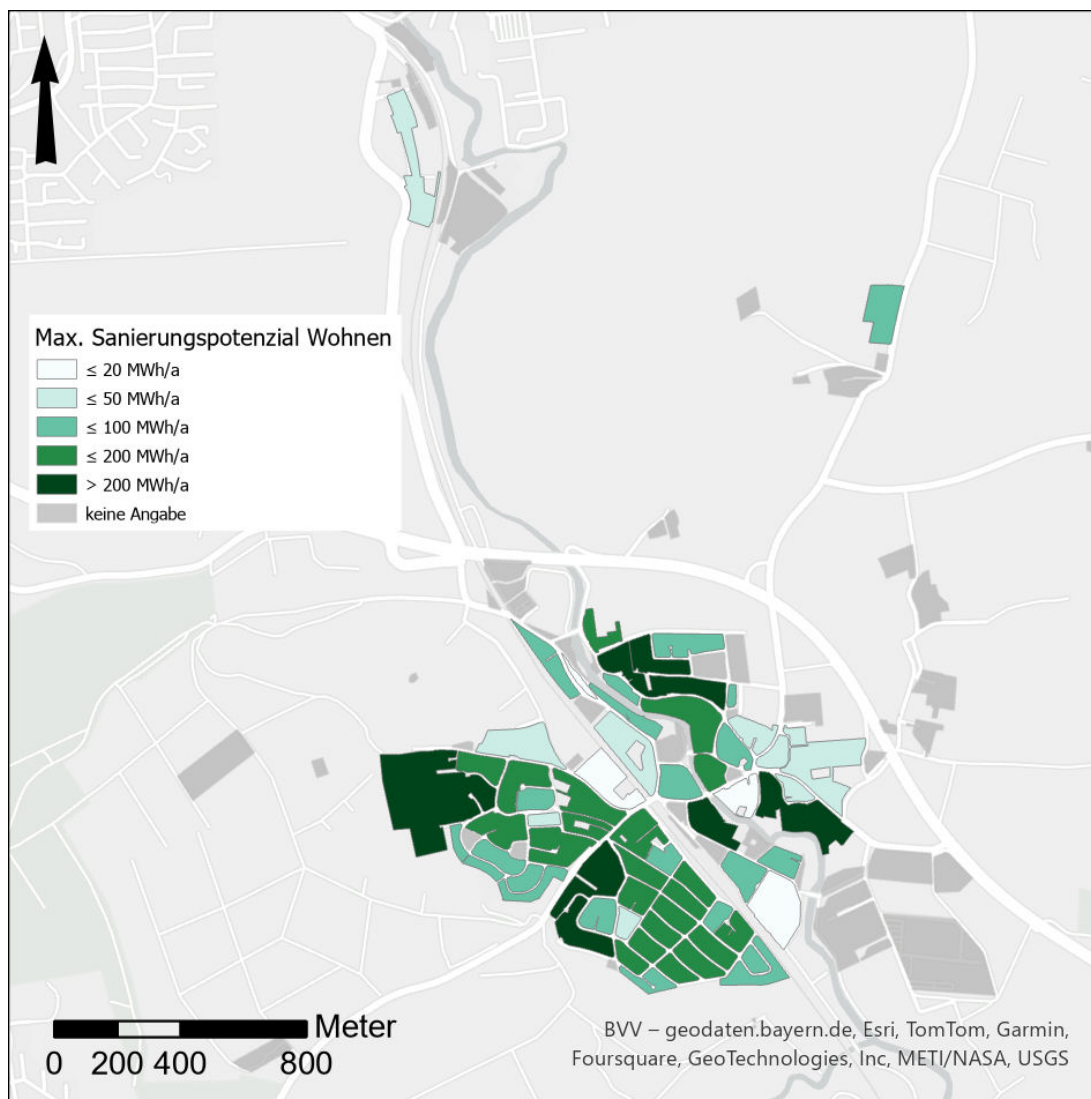 Max. Sanierungspotenzial Wohnen
≤ 20 MWh/a
≤ 50 MWh/a
≤ 100 MWh/a
≤ 200 MWh/a
> 200 MWh/a
keine Angabe
Meter
0 200 400 800
BVV – geodaten.bayern.de, Esri, TomTom, Garmin,
Foursquare, GeoTechnologies, Inc, METI/NASA, USGS